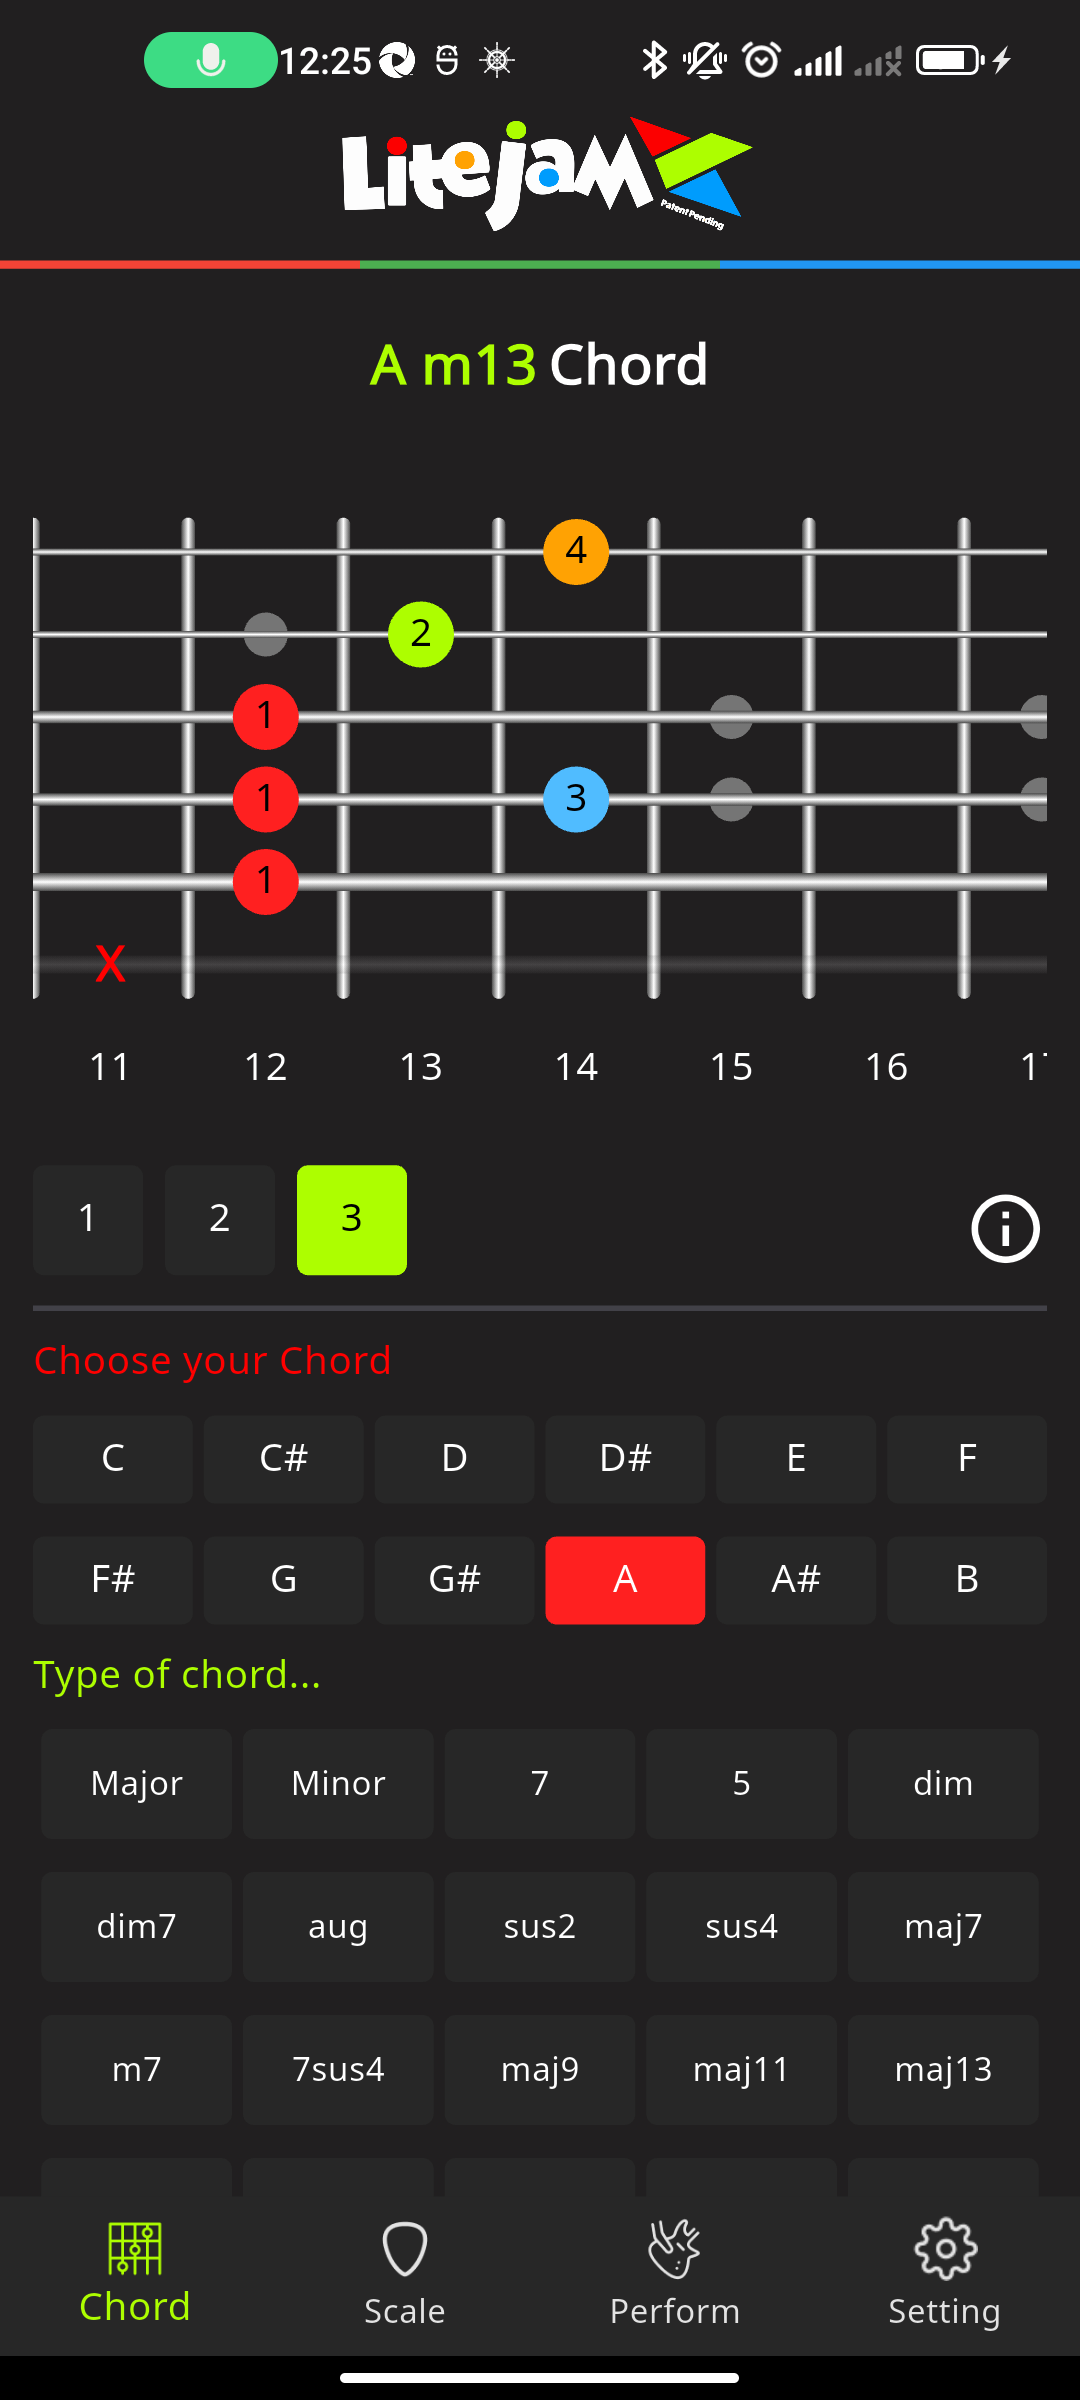 12:25
LiteJam
Patent Pending
A m13 Chord
4
2
1
1 3
1
X
11 12 13 14 15 16
1 2 3
Choose your Chord
C C# D D# E F
F# G G# A A# B
Type of chord...
Major Minor 7 5 dim
dim7 aug sus2 sus4 maj7
m7 7sus4 maj9 maj11 maj13
Chord Scale Perform Setting